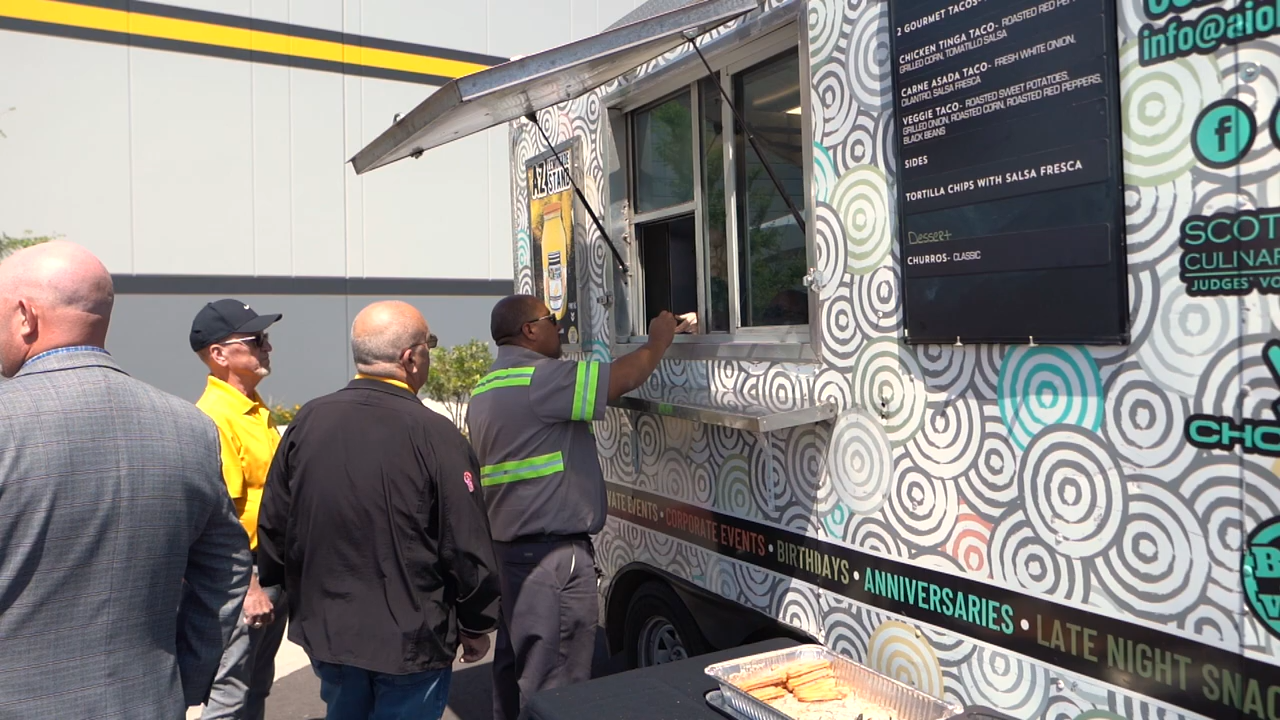 2 GOURMET TACOS-
CHICKEN TINGA TACO- ROASTED RED
GRILLED CORN, TOMATILLO SALSA
CARNE ASADA TACO- FRESH WHITE ONION,
CILANTRO, SALSA FRESCA
VEGGIE TACO- ROASTED SWEET POTATOES,
GRILLED ONION, ROASTED CORN, ROASTED RED PEPPERS,
BLACK BEANS
SIDES
TORTILLA CHIPS WITH SALSA FRESCA
Dessert
CHURROS- CLASSIC
info@aio
f
SCOT
CULINAR
JUDGES' VO
CHO
AZ
STAND
VATE EVENTS • CORPORATE EVENTS • BIRTHDAYS • ANNIVERSARIES • LATE NIGHT SNAC